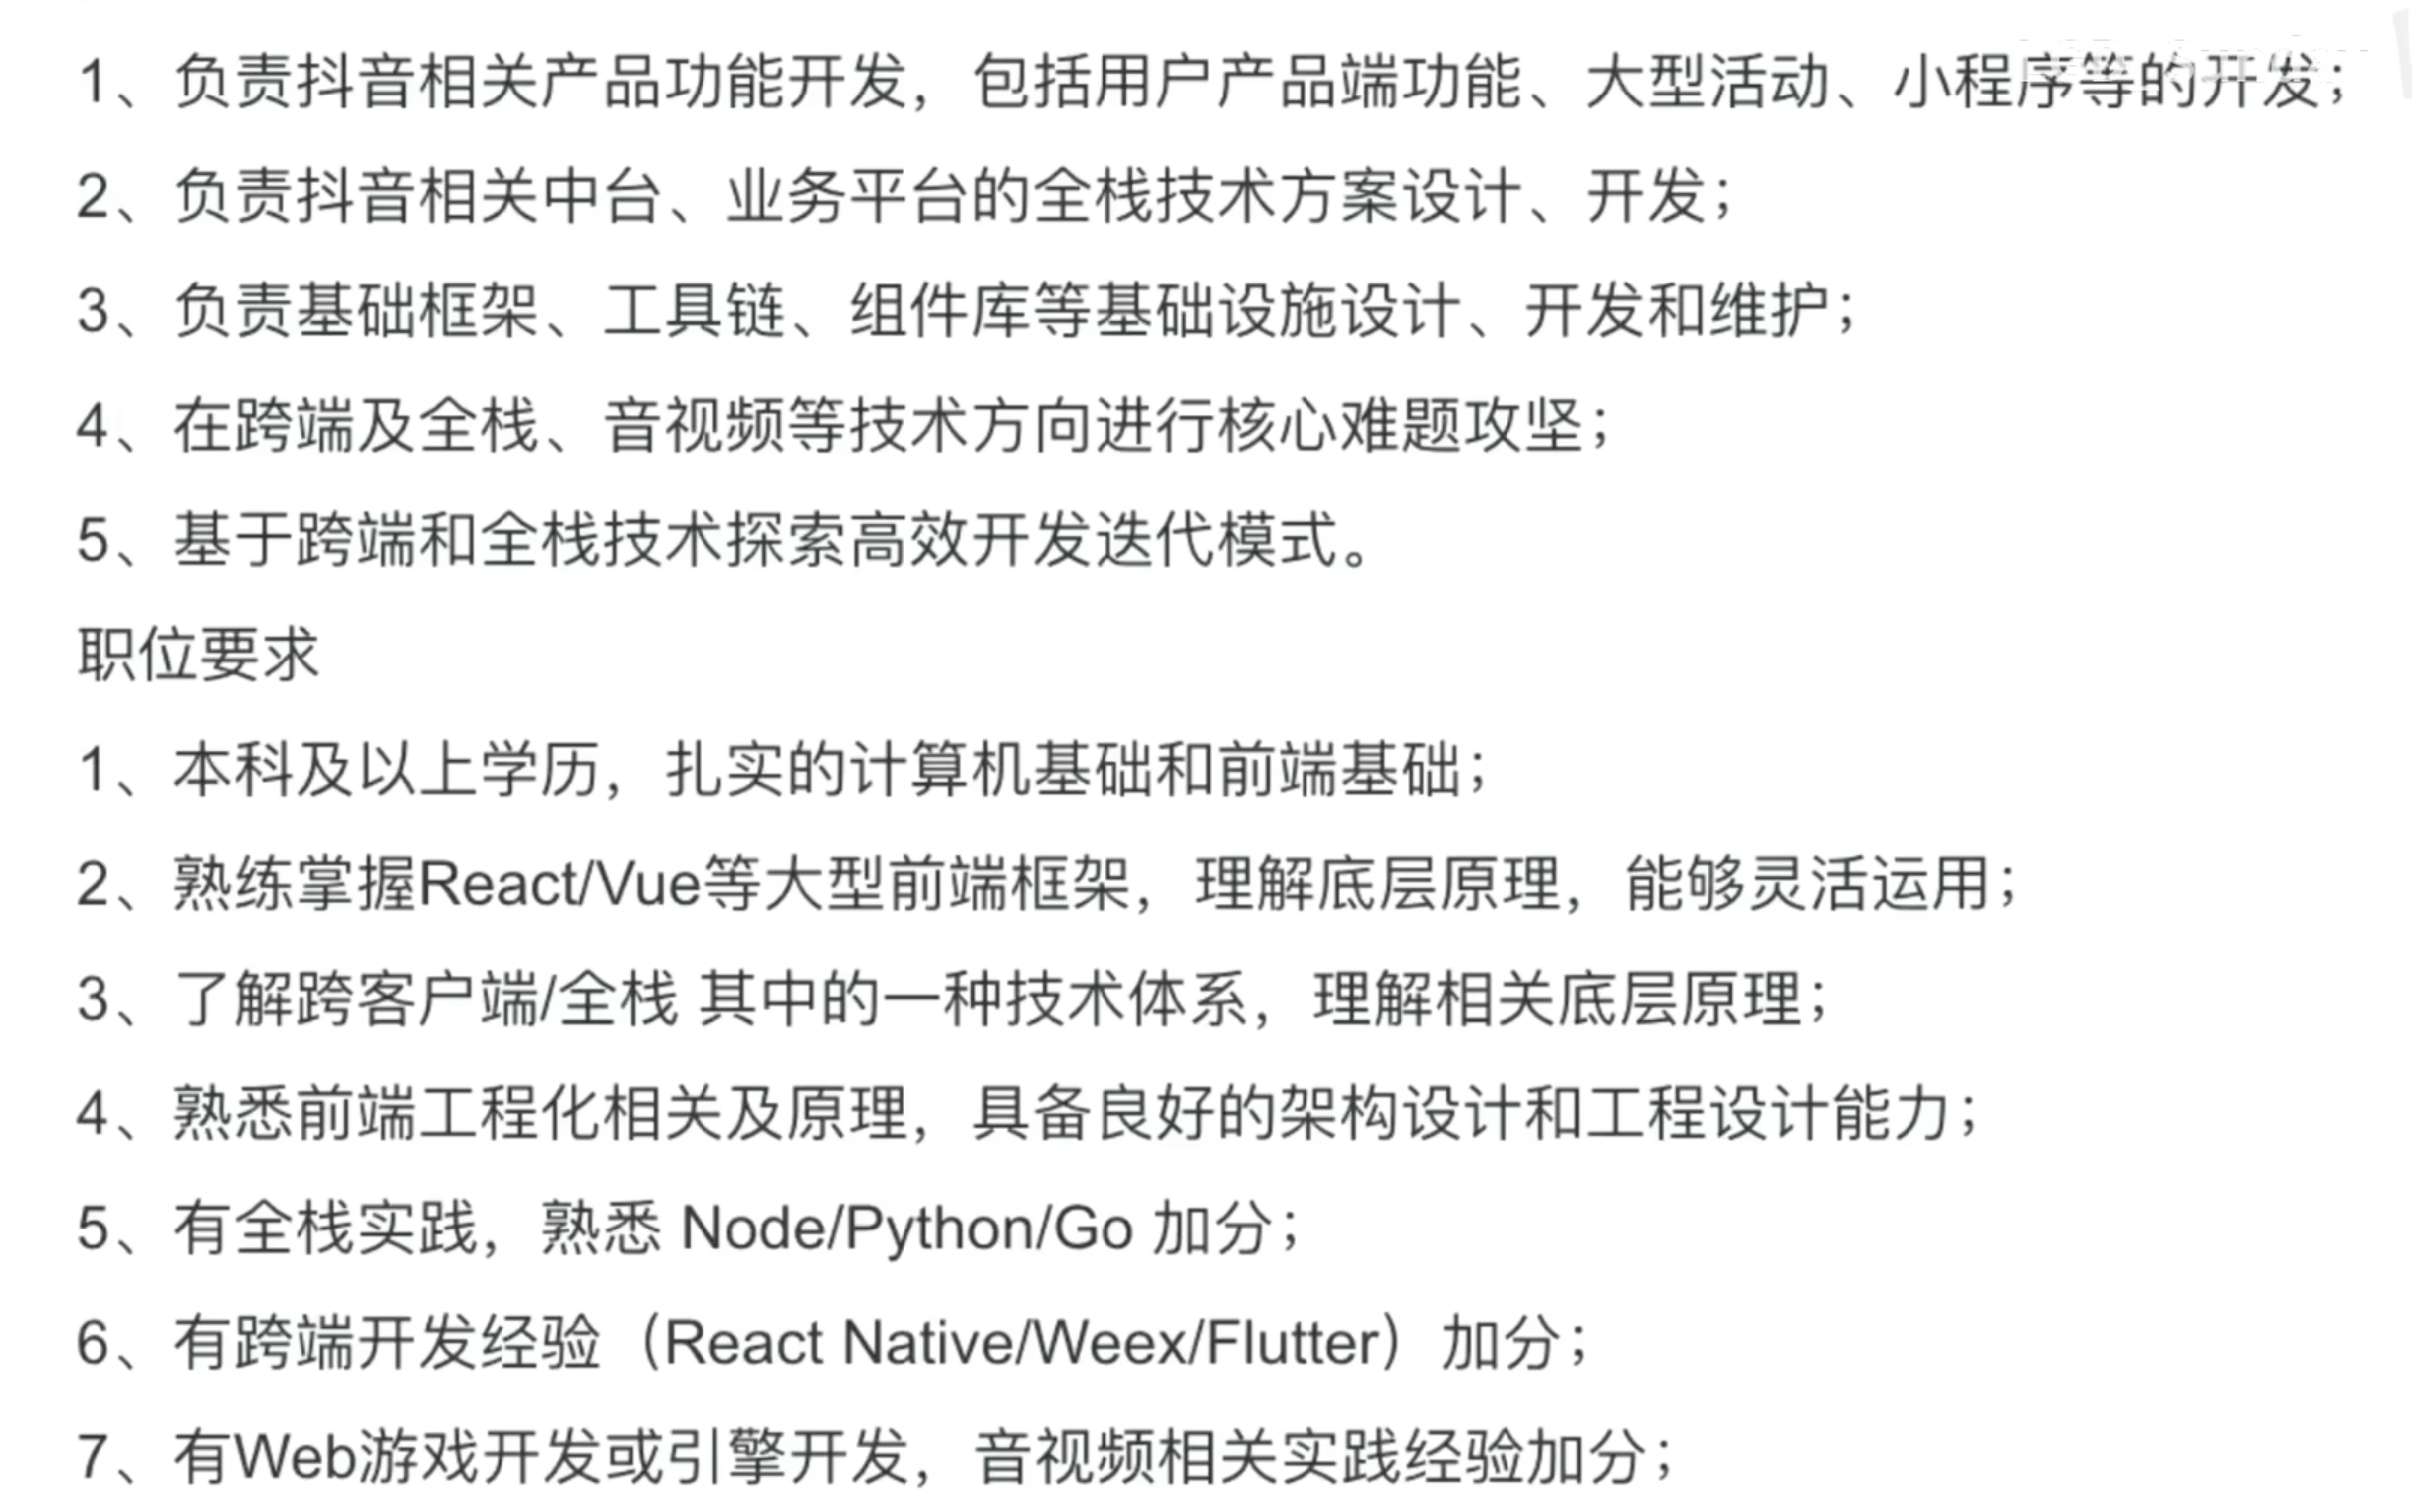 1、负责抖音相关产品功能开发，包括用户产品端功能、大型活动、小程序等的开发；
2、负责抖音相关中台、业务平台的全栈技术方案设计、开发；
3、负责基础框架、工具链、组件库等基础设施设计、开发和维护；
4、在跨端及全栈、音视频等技术方向进行核心难题攻坚；
5、基于跨端和全栈技术探索高效开发迭代模式。
职位要求
1、本科及以上学历，扎实的计算机基础和前端基础；
2、熟练掌握React/Vue等大型前端框架，理解底层原理，能够灵活运用；
3、了解跨客户端/全栈 其中的一种技术体系，理解相关底层原理；
4、熟悉前端工程化相关及原理，具备良好的架构设计和工程设计能力；
5、有全栈实践，熟悉 Node/Python/Go 加分；
6、有跨端开发经验（React Native/Weex/Flutter）加分；
7、有Web游戏开发或引擎开发，音视频相关实践经验加分；